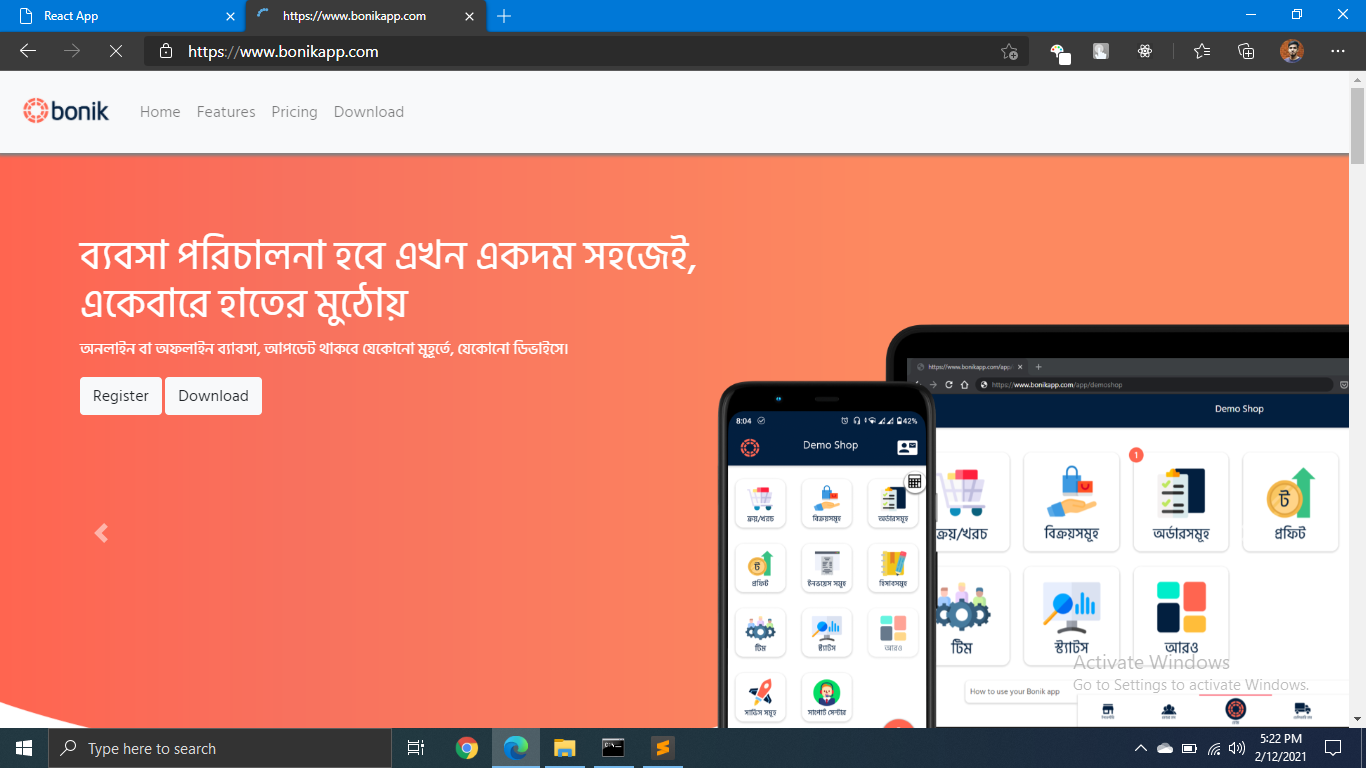 React App
https://www.bonikapp.com
https://www.bonikapp.com
bonik
Home Features Pricing Download
ব্যবসা পরিচালনা হবে এখন একদম সহজেই,
একেবারে হাতের মুঠোয়
অনলাইন বা অফলাইন ব্যাবসা, আপডেট থাকবে যেকোনো মুহূর্তে, যেকোনো ডিভাইসে।
Register Download
8:04 42%
Demo Shop
ক্রয়/খরচ বিক্রয়সমূহ অর্ডারসমূহ
প্রফিট ইনভয়েস সমূহ হিসাবসমূহ
টিম স্ট্যাটস আরও
সার্ভিস সমূহ সাপোর্ট সেন্টার
https://www.bonikapp.com/app/
https://www.bonikapp.com/app/demoshop
Demo Shop
1
ক্রয়/খরচ বিক্রয়সমূহ অর্ডারসমূহ প্রফিট
টিম স্ট্যাটস আরও
How to use your Bonik app
Activate Windows
Go to Settings to activate Windows.
Type here to search
5:22 PM
2/12/2021